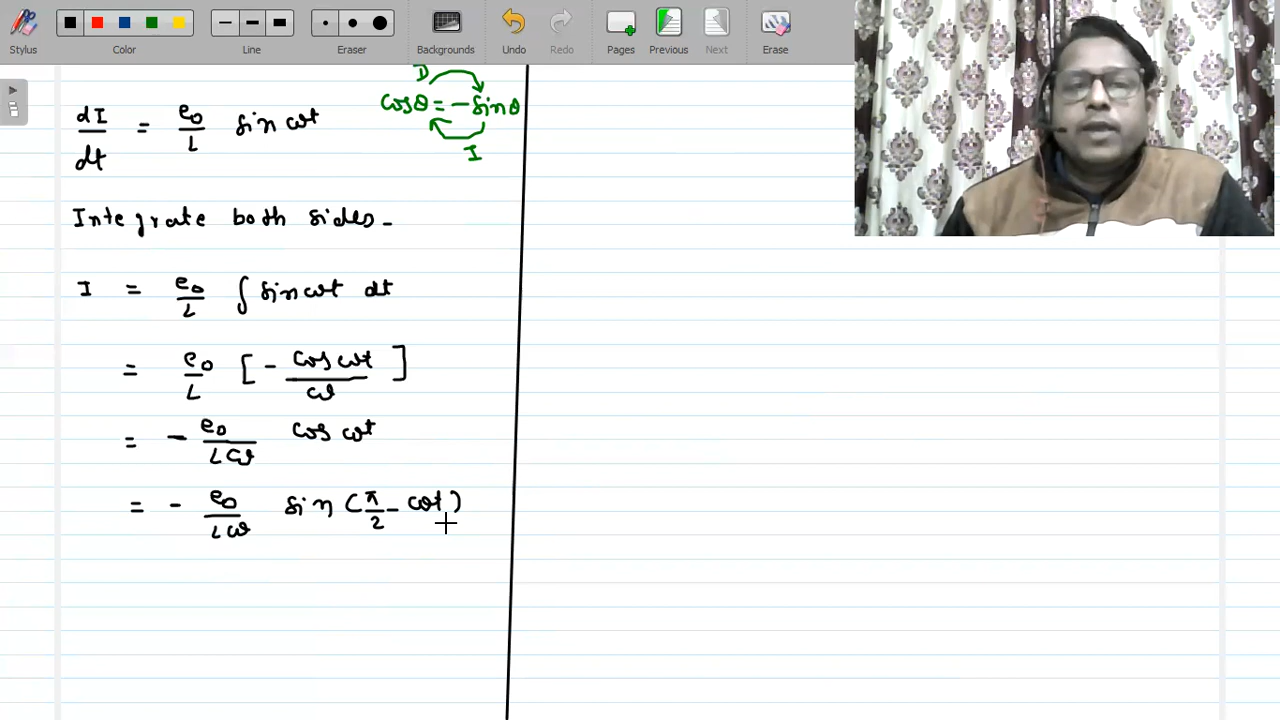 Stylus Color Line Eraser Backgrounds Undo Redo Pages Previous Next Erase
D
cosθ = − sinθ
I
dI/dt = e₀/L sin ωt
Integrate both sides -
I = e₀/L ∫ sin ωt dt
= e₀/L [ - cos ωt/ω ]
= - e₀/Lω cos ωt
= - e₀/Lω sin (π/2 - ωt)